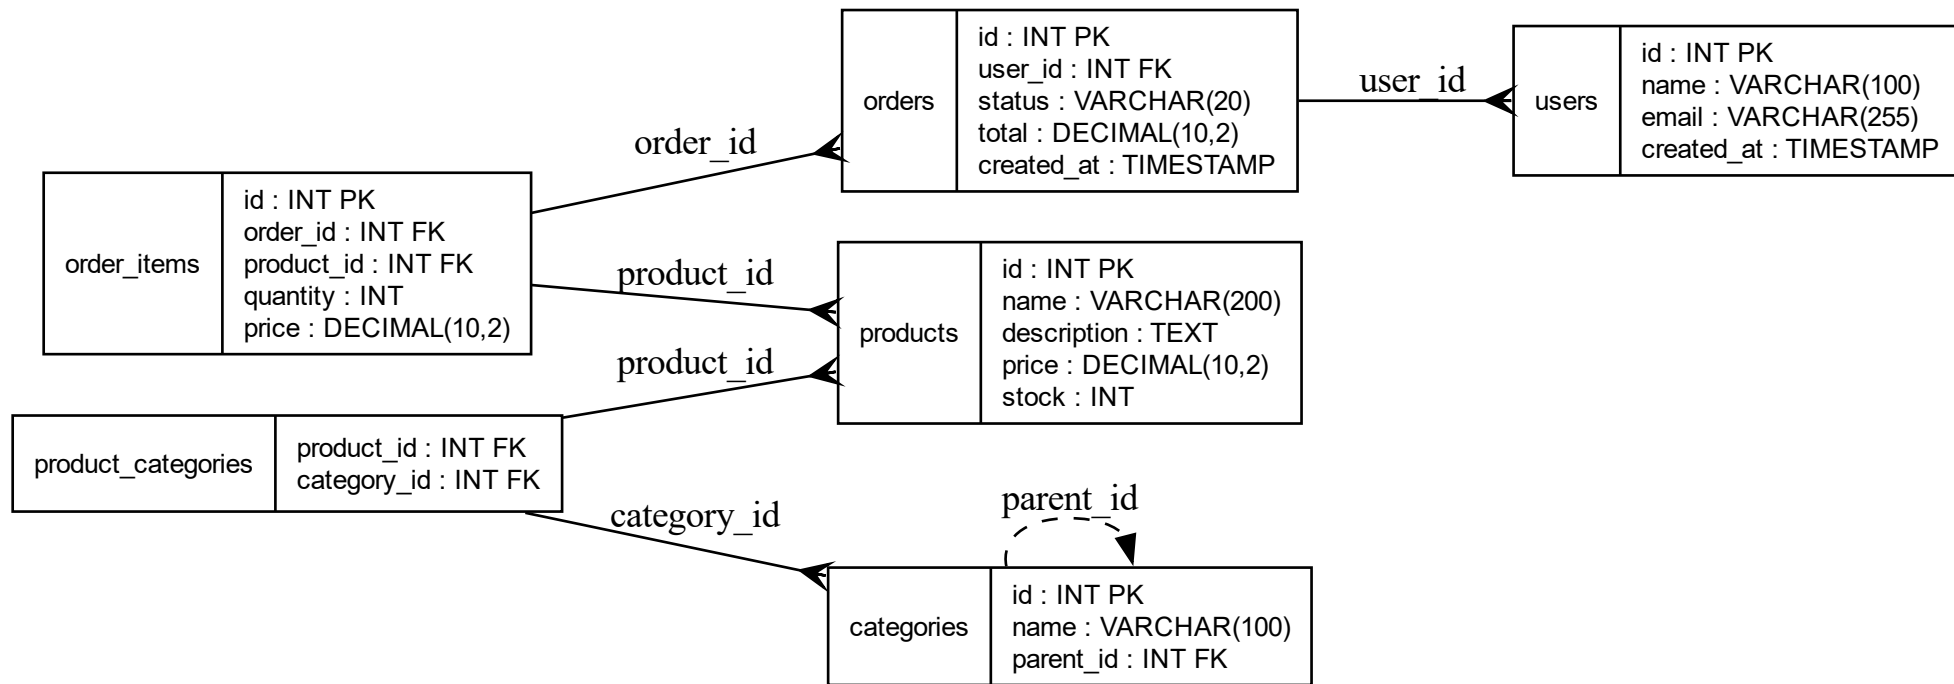 orders
id : INT PK
user_id : INT FK
status : VARCHAR(20)
total : DECIMAL(10,2)
created_at : TIMESTAMP
user_id
users
id : INT PK
name : VARCHAR(100)
email : VARCHAR(255)
created_at : TIMESTAMP
order_id
order_items
id : INT PK
order_id : INT FK
product_id : INT FK
quantity : INT
price : DECIMAL(10,2)
product_id
products
id : INT PK
name : VARCHAR(200)
description : TEXT
price : DECIMAL(10,2)
stock : INT
product_id
product_categories
product_id : INT FK
category_id : INT FK
category_id
parent_id
categories
id : INT PK
name : VARCHAR(100)
parent_id : INT FK